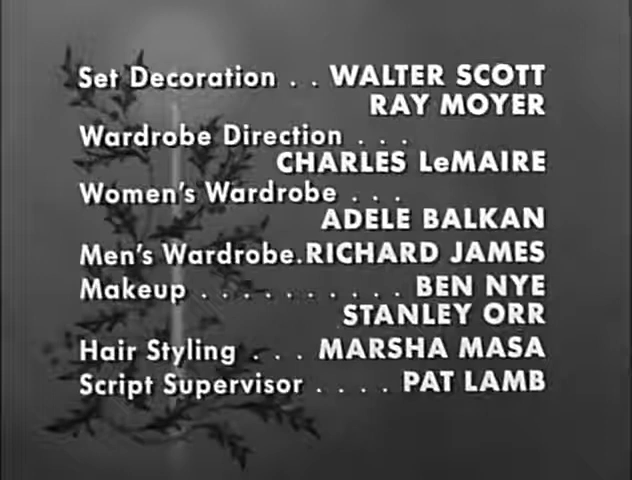 Set Decoration . . WALTER SCOTT
RAY MOYER
Wardrobe Direction . . .
CHARLES LeMAIRE
Women's Wardrobe . . .
ADELE BALKAN
Men's Wardrobe.RICHARD JAMES
Makeup . . . . . . . . . . BEN NYE
STANLEY ORR
Hair Styling . . . MARSHA MASA
Script Supervisor . . . . PAT LAMB